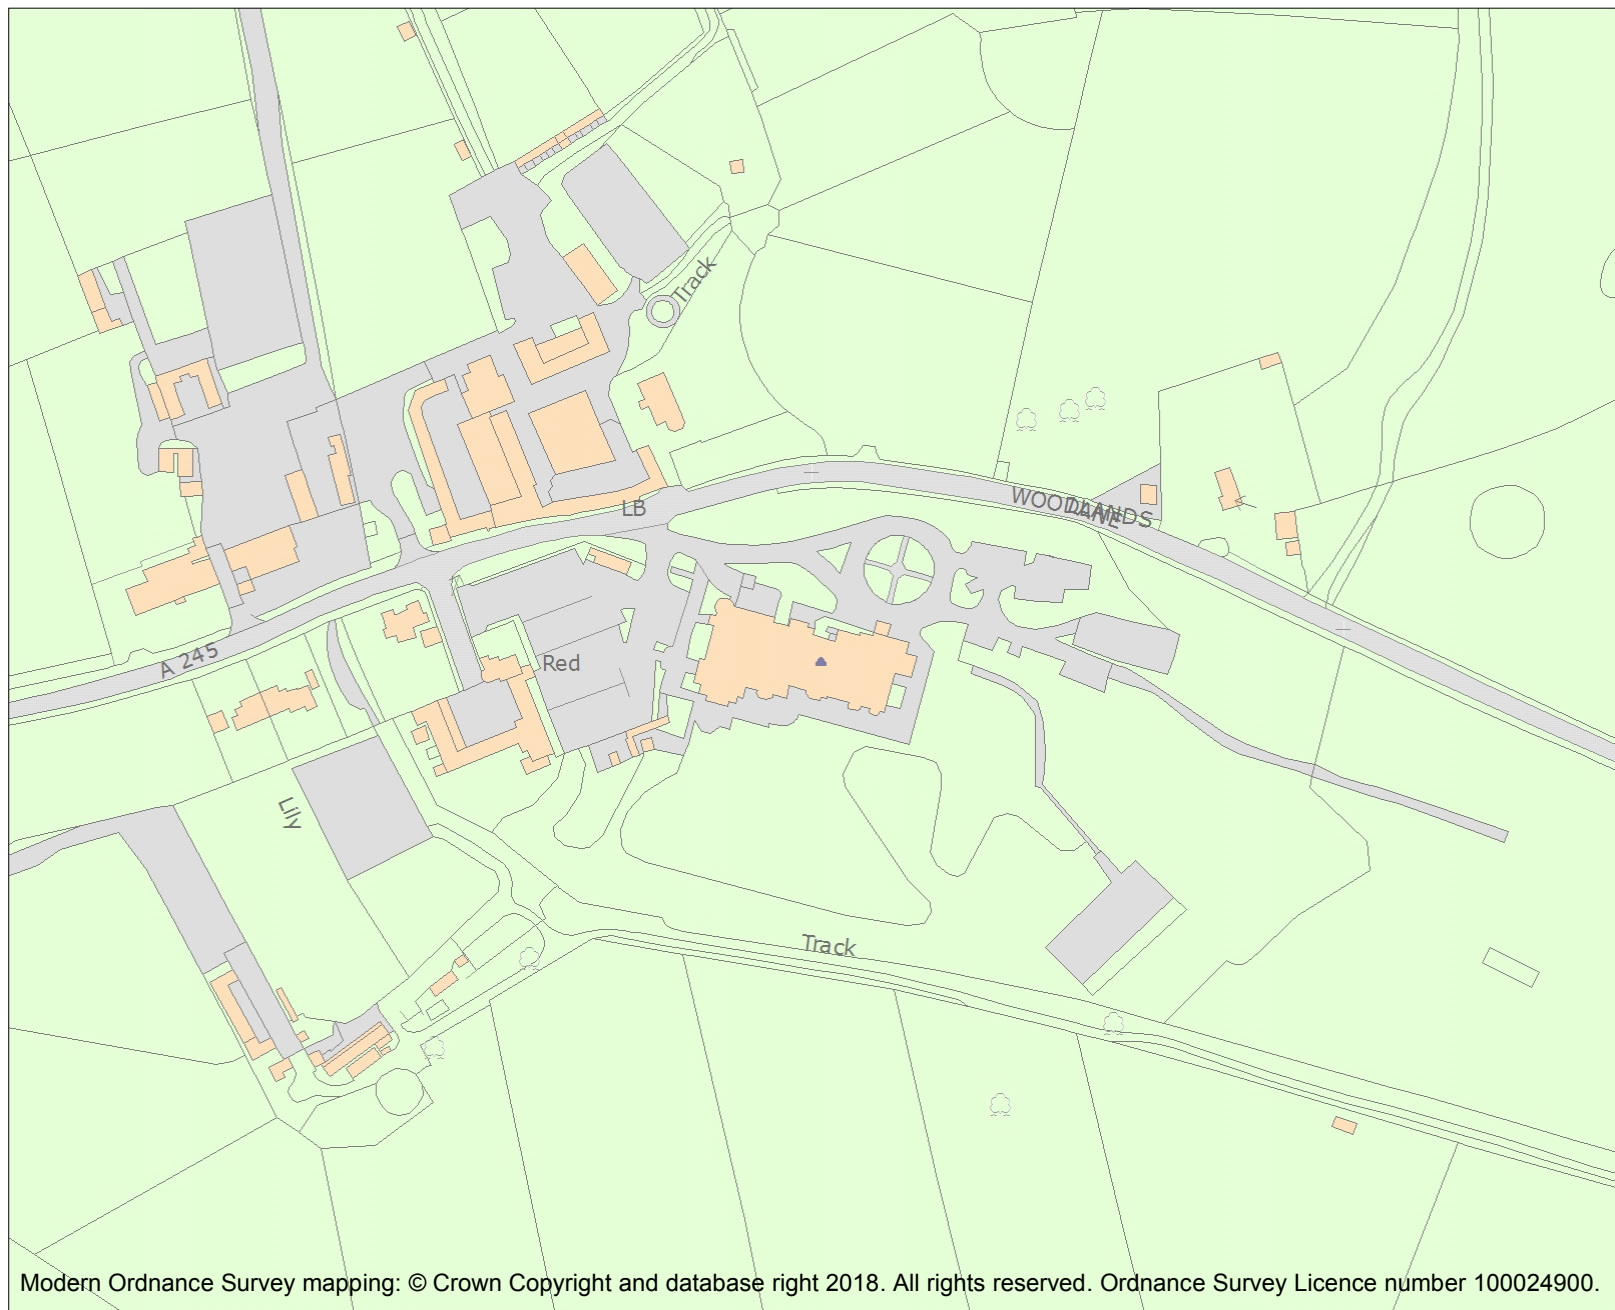 Track
LB
WOODLANDS
LANE
A 245
Red
Lily
Track
Modern Ordnance Survey mapping: © Crown Copyright and database right 2018. All rights reserved. Ordnance Survey Licence number 100024900.